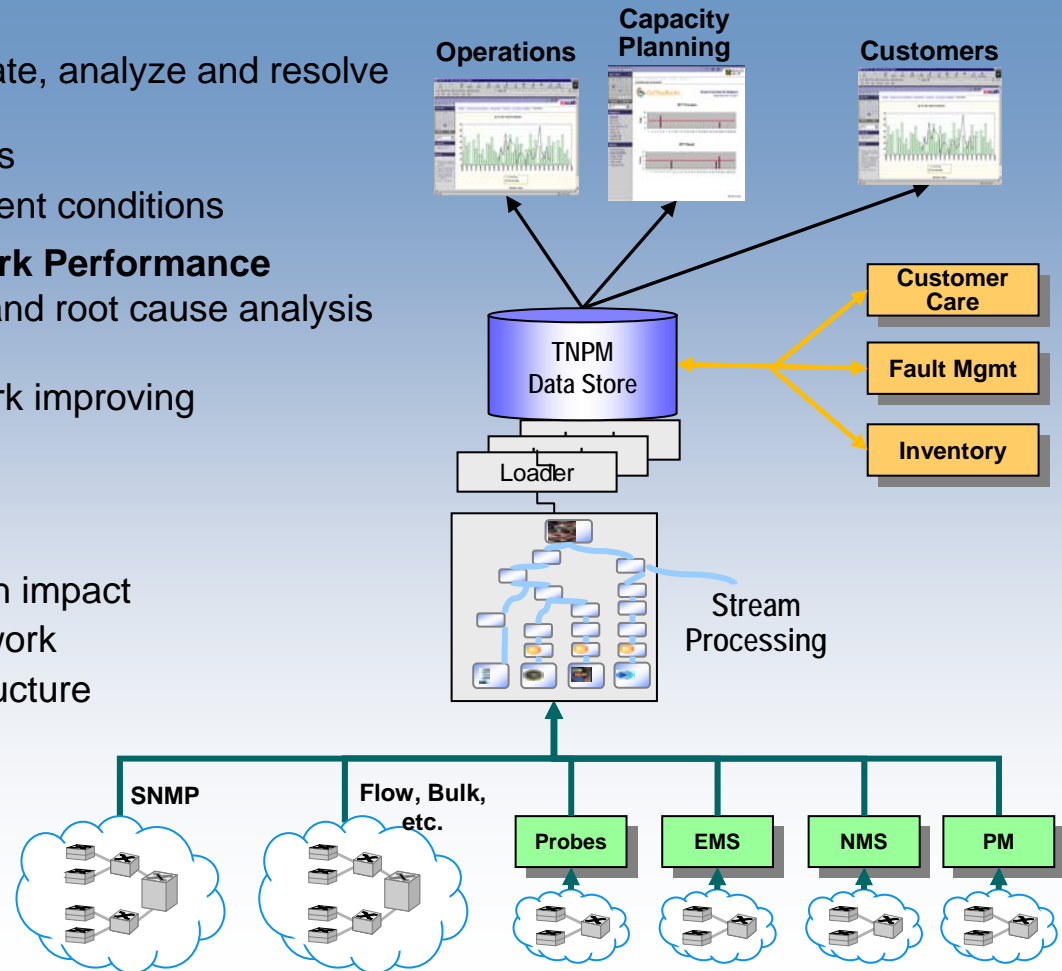 ate, analyze and resolve
s
ent conditions
rk Performance
and root cause analysis
rk improving
n impact
work
ucture
Operations
Capacity
Planning
Customers
TNPM
Data Store
Customer
Care
Fault Mgmt
Inventory
Loader
Stream
Processing
SNMP
Flow, Bulk,
etc.
Probes
EMS
NMS
PM